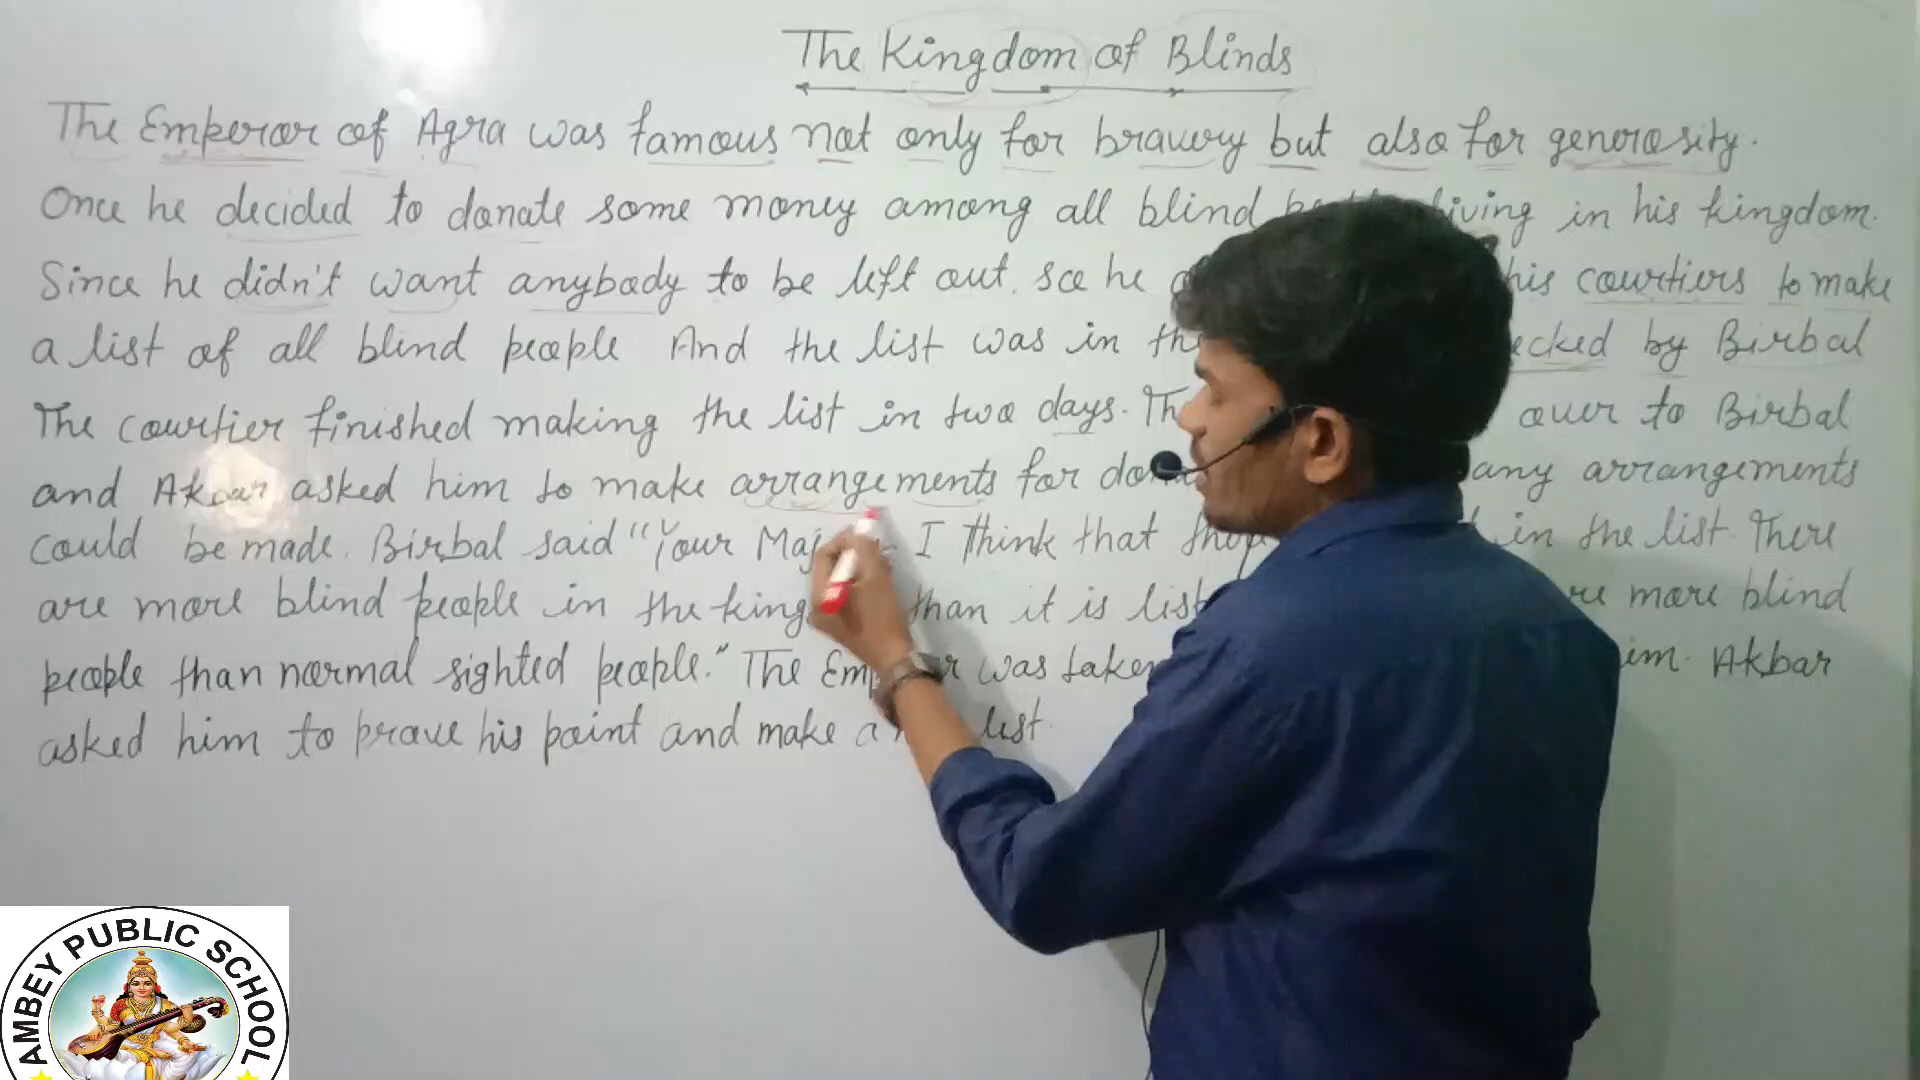 The Kingdom of Blinds
The Emperor of Agra was famous not only for bravery but also for generosity.
Once he decided to donate some money among all blind living in his kingdom.
Since he didn't want anybody to be left out. so he his courtiers to make
a list of all blind people And the list was in by Birbal
The courtier finished making the list in two days. over to Birbal
and Akbar asked him to make arrangements for any arrangements
could be made. Birbal said "Your I think that in the list. There
are more blind people in the than it is more blind
people than normal sighted people." The was taken Akbar
asked him to prove his point and make a list.
AMBEY PUBLIC SCHOOL